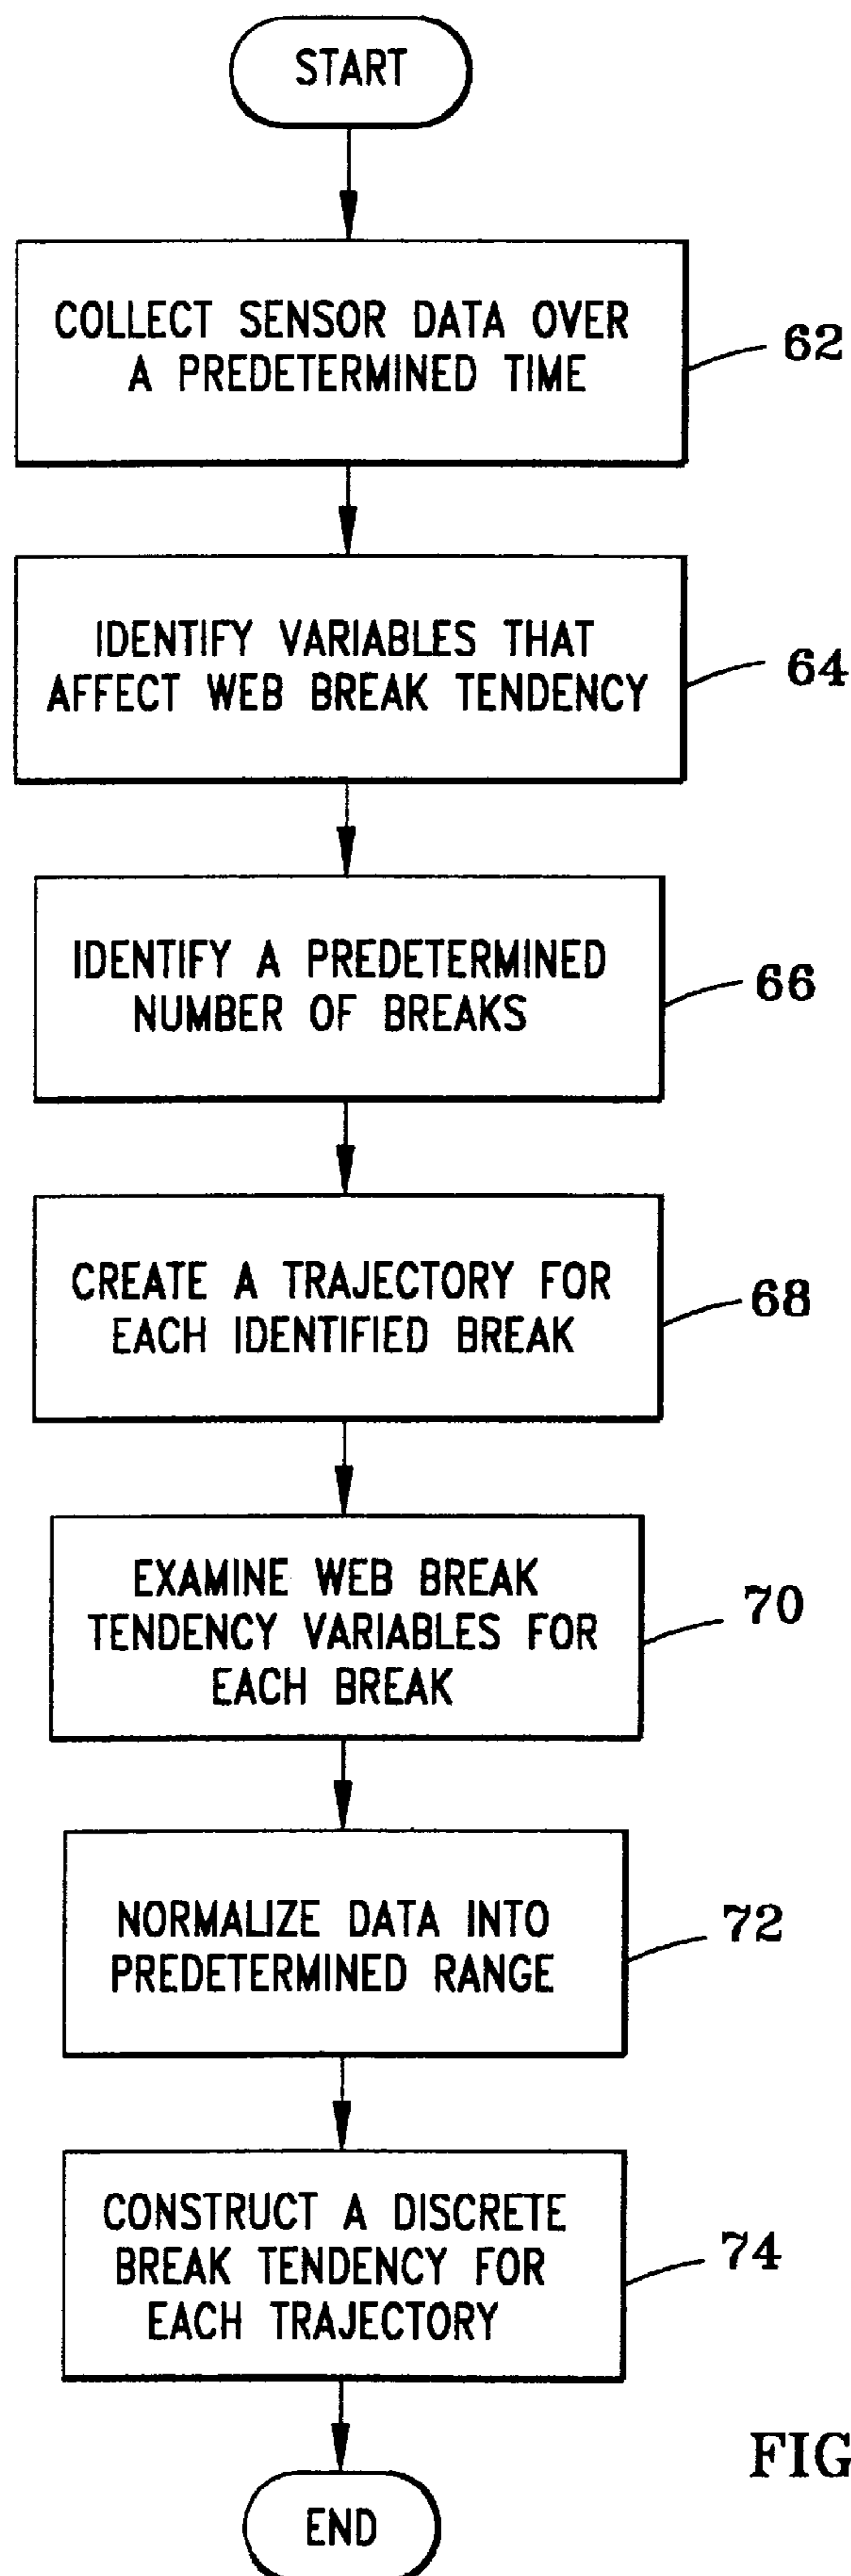 START
COLLECT SENSOR DATA OVER
A PREDETERMINED TIME
62
IDENTIFY VARIABLES THAT
AFFECT WEB BREAK TENDENCY
64
IDENTIFY A PREDETERMINED
NUMBER OF BREAKS
66
CREATE A TRAJECTORY FOR
EACH IDENTIFIED BREAK
68
EXAMINE WEB BREAK
TENDENCY VARIABLES FOR
EACH BREAK
70
NORMALIZE DATA INTO
PREDETERMINED RANGE
72
CONSTRUCT A DISCRETE
BREAK TENDENCY FOR
EACH TRAJECTORY
74
FIG
END